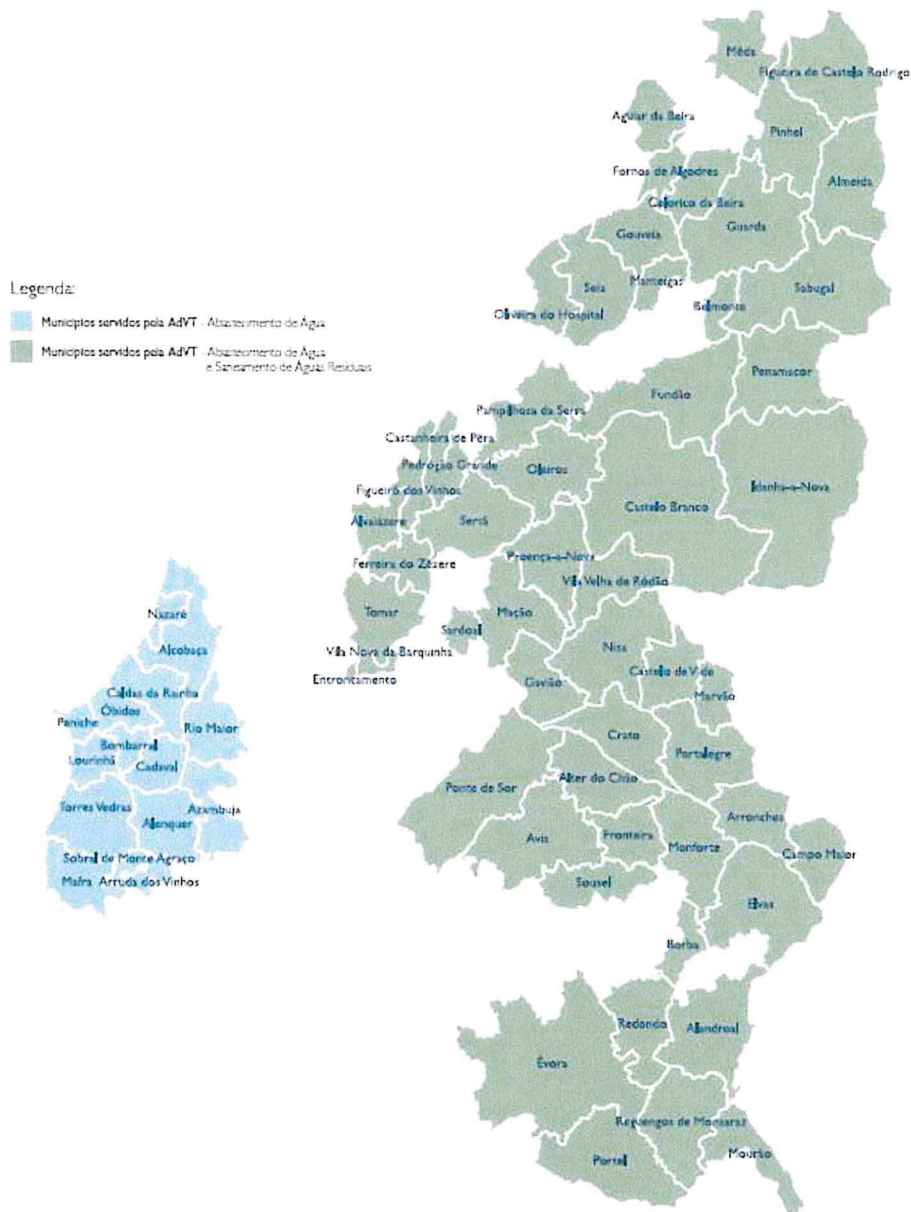 Mêda
Figueira de Castelo Rodrigo
Aguiar da Beira
Pinhel
Fornos de Algodres
Almeida
Celorico da Beira
Guarda
Gouveia
Legenda:
Manteigas
Seia
Sabugal
Belmonte
Oliveira do Hospital
Municípios servidos pela AdVT - Abastecimento de Água
Municípios servidos pela AdVT - Abastecimento de Água
e Saneamento de Águas Residuais
Penamacor
Fundão
Pampilhosa da Serra
Castanheira de Pêra
Pedrógão Grande
Oleiros
Figueiró dos Vinhos
Idanha-a-Nova
Castelo Branco
Alvaiázere
Sertã
Proença-a-Nova
Ferreira do Zêzere
Vila Velha de Ródão
Nazaré
Tomar
Mação
Sardoal
Alcobaça
Vila Nova da Barquinha
Nisa
Entroncamento
Castelo de Vide
Gavião
Marvão
Caldas da Rainha
Óbidos
Peniche
Rio Maior
Crato
Bombarral
Lourinhã
Cadaval
Portalegre
Alter do Chão
Ponte de Sor
Torres Vedras
Azambuja
Alenquer
Arronches
Avis
Fronteira
Monforte
Sobral de Monte Agraço
Campo Maior
Mafra
Arruda dos Vinhos
Sousel
Elvas
Borba
Redondo
Alandroal
Évora
Reguengos de Monsaraz
Mourão
Portel